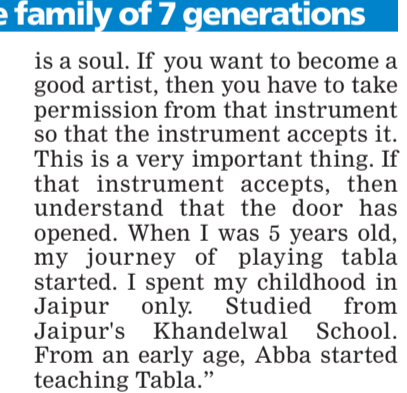 family of 7 generations
is a soul. If you want to become a
good artist, then you have to take
permission from that instrument
so that the instrument accepts it.
This is a very important thing. If
that instrument accepts, then
understand that the door has
opened. When I was 5 years old,
my journey of playing tabla
started. I spent my childhood in
Jaipur only. Studied from
Jaipur's Khandelwal School.
From an early age, Abba started
teaching Tabla.”